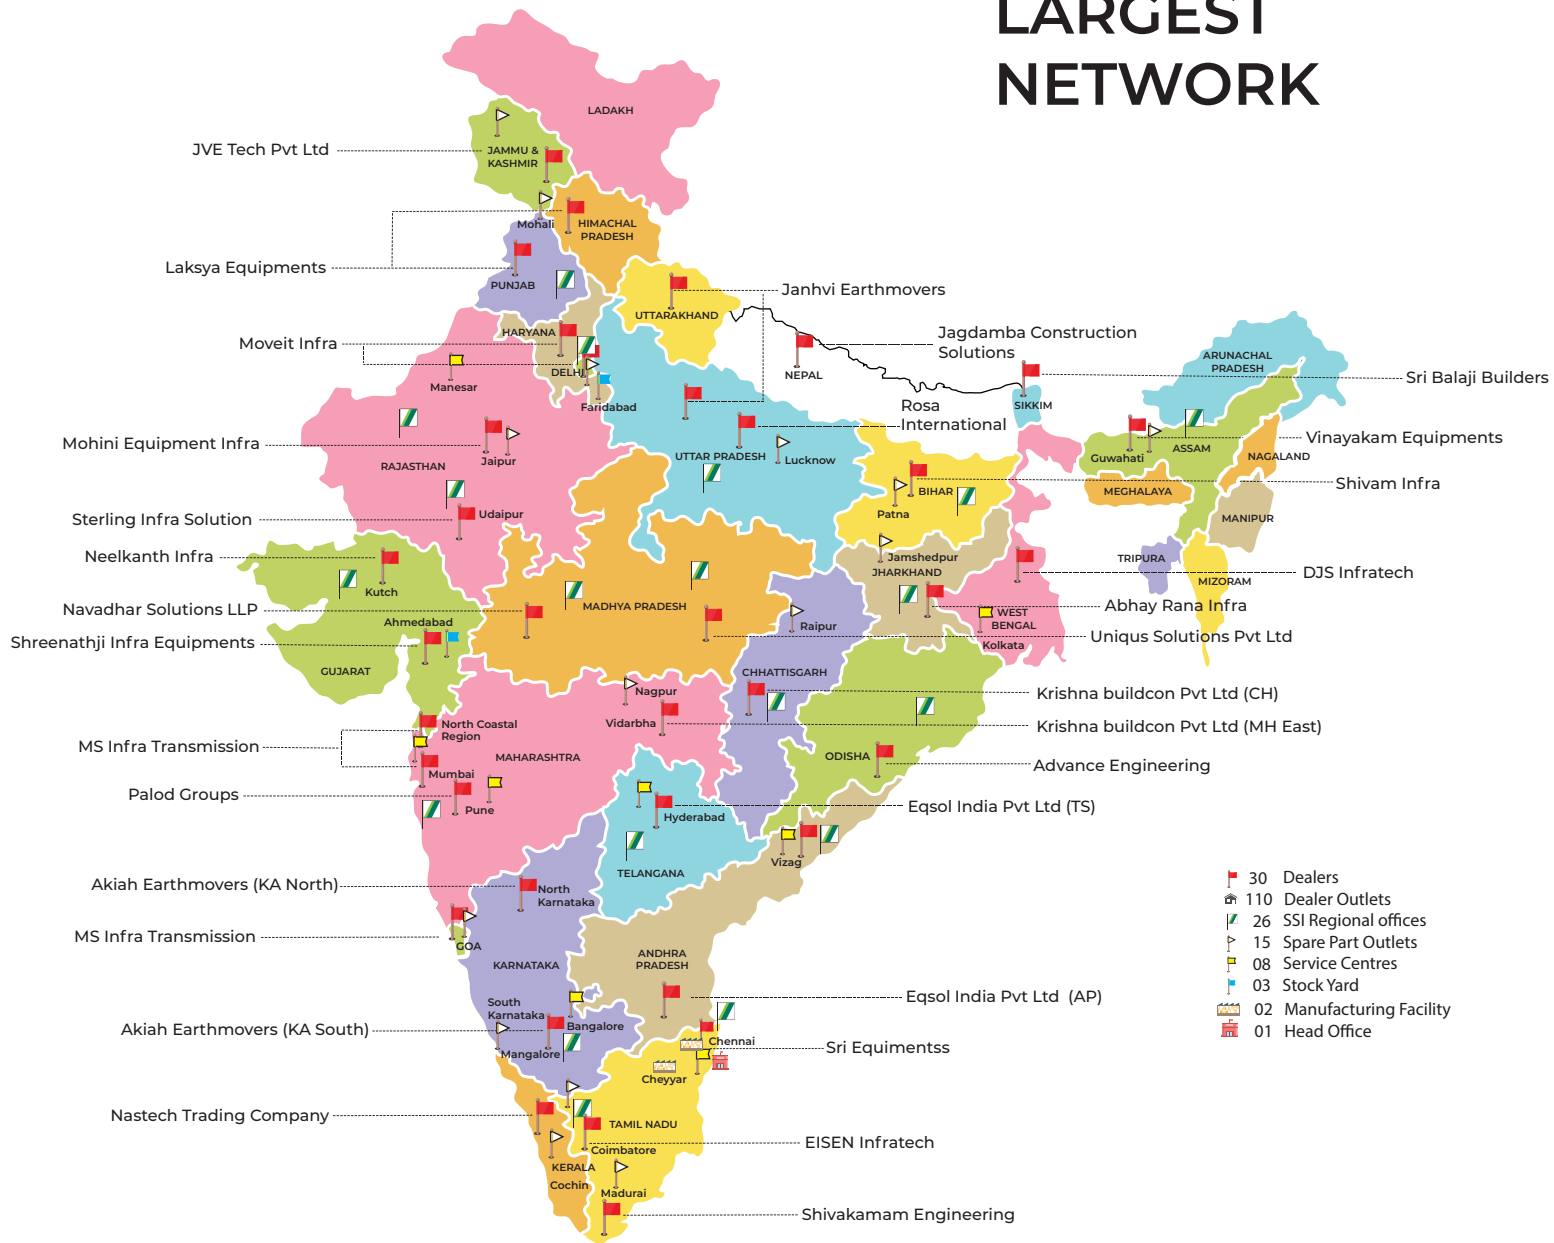 LARGEST
NETWORK
LADAKH
JVE Tech Pvt Ltd
JAMMU &
KASHMIR
Mohali
HIMACHAL
PRADESH
Laksya Equipments
PUNJAB
Janhvi Earthmovers
UTTARAKHAND
HARYANA
Moveit Infra
Jagdamba Construction
Solutions
DELHI
NEPAL
ARUNACHAL
PRADESH
Sri Balaji Builders
Manesar
Faridabad
SIKKIM
Rosa
International
Mohini Equipment Infra
Jaipur
RAJASTHAN
UTTAR PRADESH
Lucknow
Guwahati
ASSAM
Vinayakam Equipments
NAGALAND
BIHAR
Patna
MEGHALAYA
Shivam Infra
MANIPUR
Sterling Infra Solution
Udaipur
Neelkanth Infra
Kutch
Jamshedpur
JHARKHAND
TRIPURA
MIZORAM
DJS Infratech
Navadhar Solutions LLP
MADHYA PRADESH
Abhay Rana Infra
WEST
BENGAL
Kolkata
Ahmedabad
Raipur
Uniqus Solutions Pvt Ltd
Shreenathji Infra Equipments
GUJARAT
CHHATTISGARH
Nagpur
Krishna buildcon Pvt Ltd (CH)
North Coastal
Region
Vidarbha
Krishna buildcon Pvt Ltd (MH East)
MS Infra Transmission
MAHARASHTRA
ODISHA
Advance Engineering
Mumbai
Palod Groups
Pune
Hyderabad
Eqsol India Pvt Ltd (TS)
Vizag
TELANGANA
Akiah Earthmovers (KA North)
North
Karnataka
30 Dealers
110 Dealer Outlets
26 SSI Regional offices
15 Spare Part Outlets
08 Service Centres
03 Stock Yard
02 Manufacturing Facility
01 Head Office
MS Infra Transmission
GOA
KARNATAKA
ANDHRA
PRADESH
Eqsol India Pvt Ltd (AP)
South
Karnataka
Akiah Earthmovers (KA South)
Bangalore
Mangalore
Chennai
Sri Equimentss
Cheyyar
Nastech Trading Company
TAMIL NADU
Coimbatore
EISEN Infratech
KERALA
Cochin
Madurai
Shivakamam Engineering